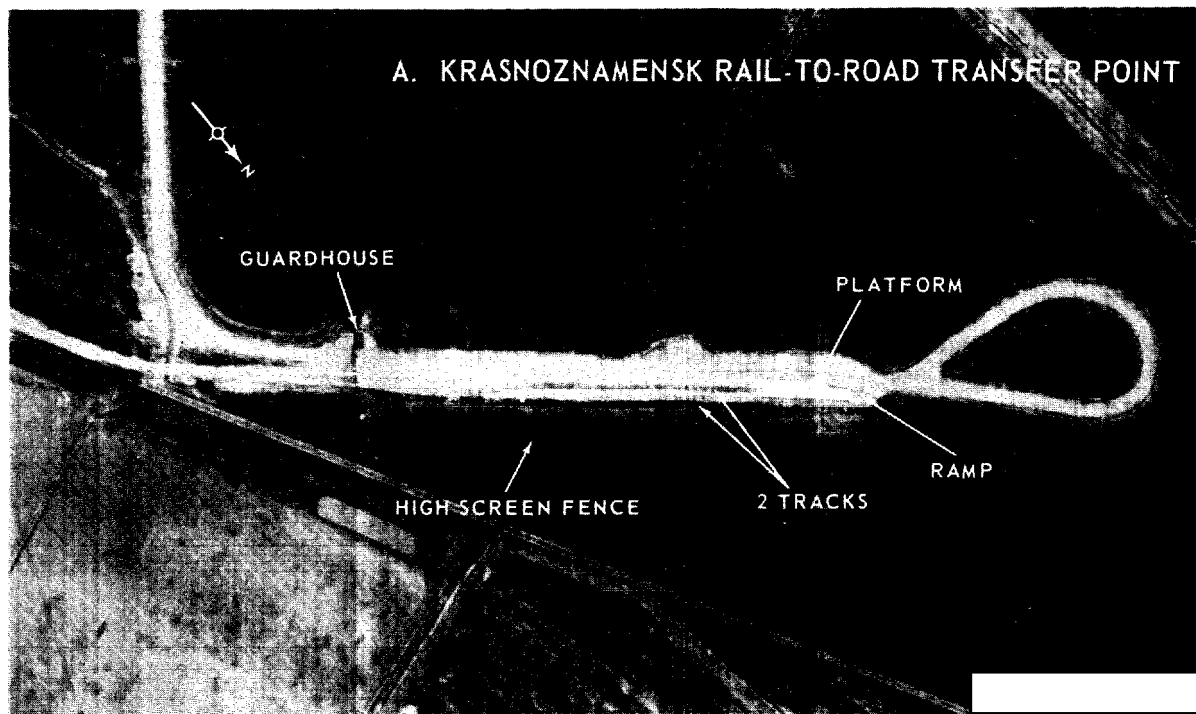 A. KRASNOZNAMENSK RAIL-TO-ROAD TRANSFER POINT
N
GUARDHOUSE
PLATFORM
RAMP
HIGH SCREEN FENCE
2 TRACKS